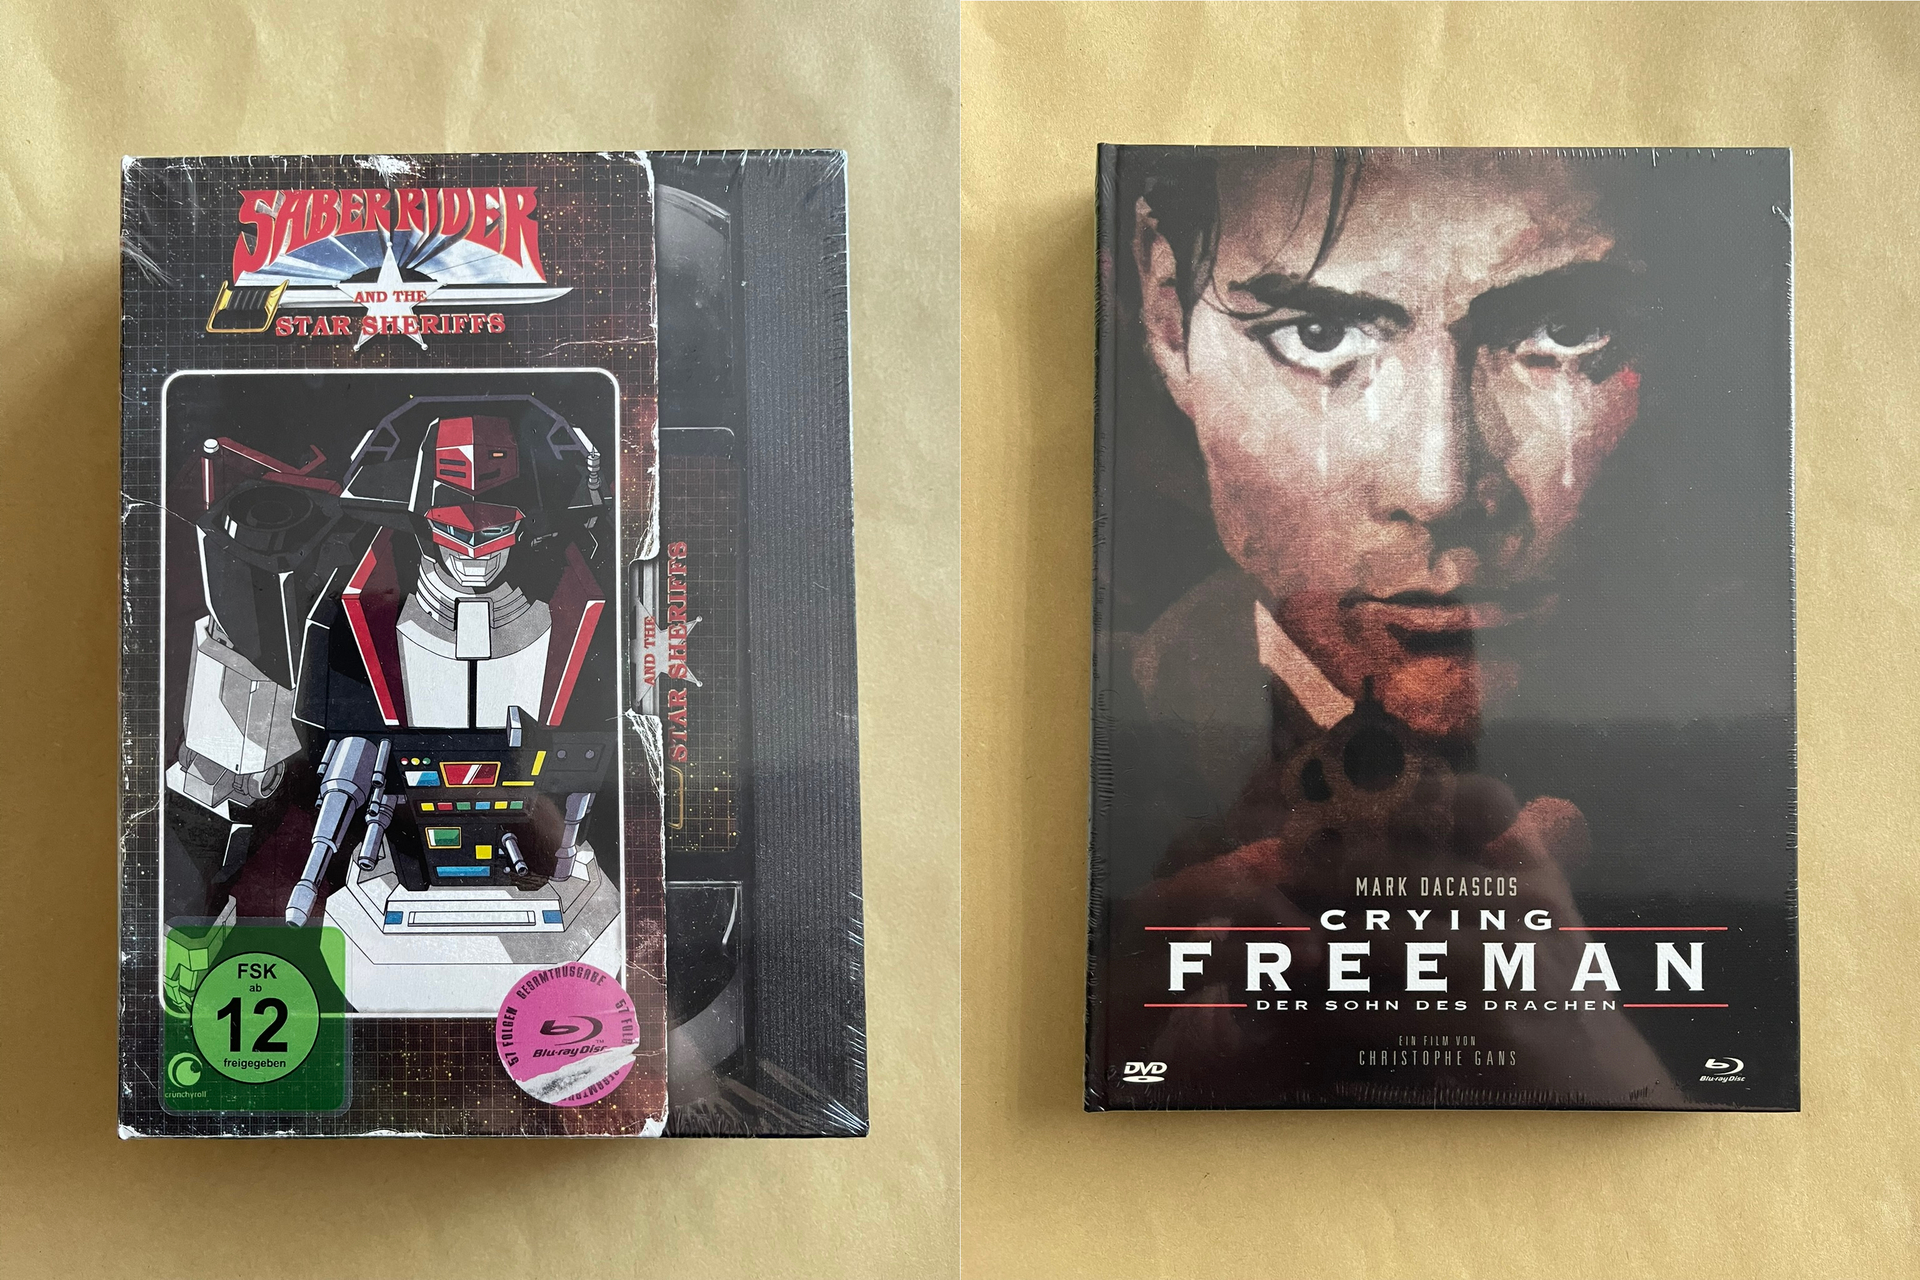 SABER RIDER
AND THE
STAR SHERIFFS
AND THE
STAR SHERIFFS
FSK
ab
12
freigegeben
crunchyroll
GESAMTAUSGABE
57 FOLGEN
Blu-ray Disc
MARK DACASCOS
CRYING
FREEMAN
DER SOHN DES DRACHEN
EIN FILM VON
CHRISTOPHE GANS
DVD
Blu-ray Disc